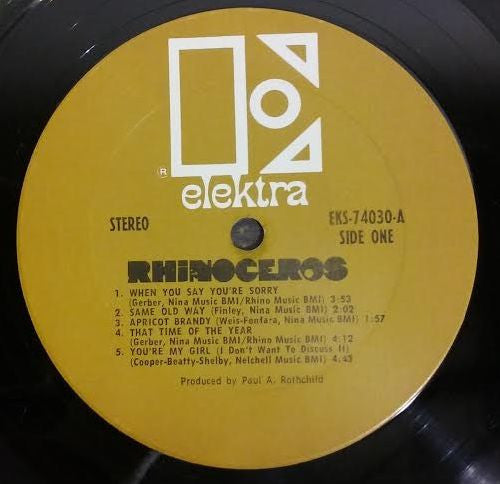 ® elektra
STEREO
EKS-74030-A
SIDE ONE
RHINOCEROS
1. WHEN YOU SAY YOU'RE SORRY
(Gerber, Nina Music BMI/Rhino Music BMI) 3:53
2. SAME OLD WAY (Finley, Nina Music BMI) 2:02
3. APRICOT BRANDY (Weis-Fonfara, Nina Music BMI) 1:57
4. THAT TIME OF THE YEAR
(Gerber, Nina Music BMI/Rhino Music BMI) 4:12
5. YOU'RE MY GIRL (I Don't Want To Discuss It)
(Cooper-Beatty-Shelby, Nelchell Music BMI) 4:45
Produced by Paul A. Rothchild